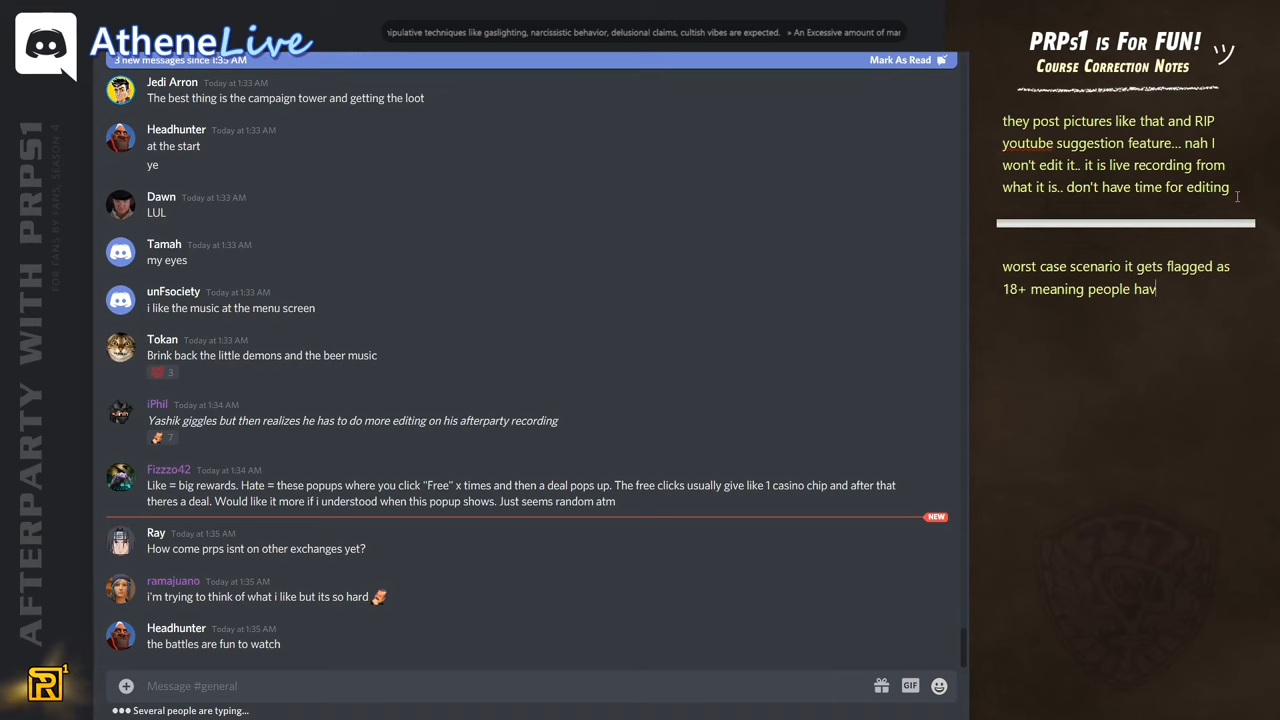 AtheneLive
nipulative techniques like gaslighting, narcissistic behavior, delusional claims, cultish vibes are expected. » An Excessive amount of mar
3 new messages since 1:35 AM
Mark As Read
Jedi Arron Today at 1:33 AM
The best thing is the campaign tower and getting the loot
Headhunter Today at 1:33 AM
at the start
ye
Dawn Today at 1:33 AM
LUL
Tamah Today at 1:33 AM
my eyes
unFsociety Today at 1:33 AM
i like the music at the menu screen
Tokan Today at 1:33 AM
Brink back the little demons and the beer music
3
iPhil Today at 1:34 AM
Yashik giggles but then realizes he has to do more editing on his afterparty recording
7
Fizzzo42 Today at 1:34 AM
Like = big rewards. Hate = these popups where you click "Free" x times and then a deal pops up. The free clicks usually give like 1 casino chip and after that
theres a deal. Would like it more if i understood when this popup shows. Just seems random atm
NEW
Ray Today at 1:35 AM
How come prps isnt on other exchanges yet?
ramajuano Today at 1:35 AM
i'm trying to think of what i like but its so hard
Headhunter Today at 1:35 AM
the battles are fun to watch
Message #general
GIF
Several people are typing...
PRPs1 is For FUN!
Course Correction Notes
ツ
they post pictures like that and RIP
youtube suggestion feature... nah I
won't edit it.. it is live recording from
what it is.. don't have time for editing
worst case scenario it gets flagged as
18+ meaning people hav
AFTERPARTY WITH PRPS1
FOR FANS BY FANS, SEASON 4
R1